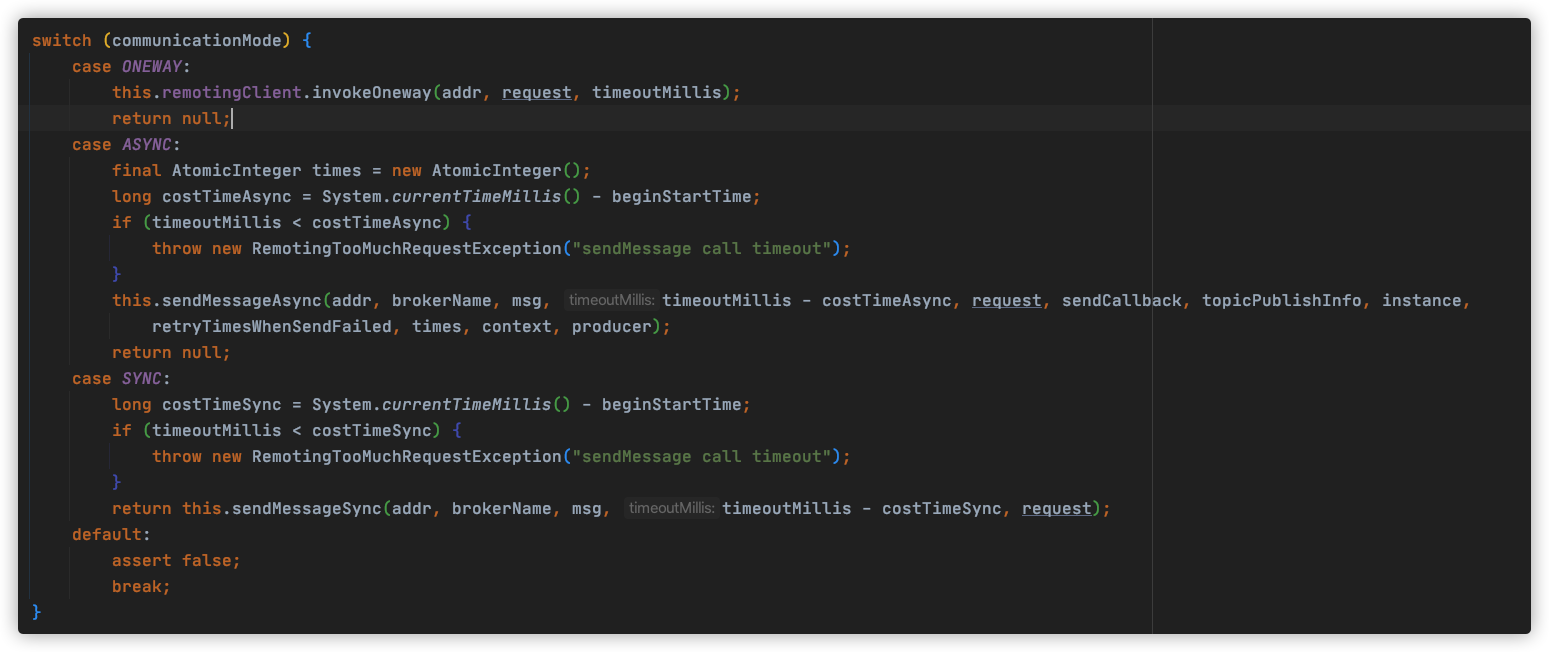 switch (communicationMode) {
    case ONEWAY:
        this.remotingClient.invokeOneway(addr, request, timeoutMillis);
        return null;
    case ASYNC:
        final AtomicInteger times = new AtomicInteger();
        long costTimeAsync = System.currentTimeMillis() - beginStartTime;
        if (timeoutMillis < costTimeAsync) {
            throw new RemotingTooMuchRequestException("sendMessage call timeout");
        }
        this.sendMessageAsync(addr, brokerName, msg, timeoutMillis: timeoutMillis - costTimeAsync, request, sendCallback, topicPublishInfo, instance,
            retryTimesWhenSendFailed, times, context, producer);
        return null;
    case SYNC:
        long costTimeSync = System.currentTimeMillis() - beginStartTime;
        if (timeoutMillis < costTimeSync) {
            throw new RemotingTooMuchRequestException("sendMessage call timeout");
        }
        return this.sendMessageSync(addr, brokerName, msg, timeoutMillis: timeoutMillis - costTimeSync, request);
    default:
        assert false;
        break;
}